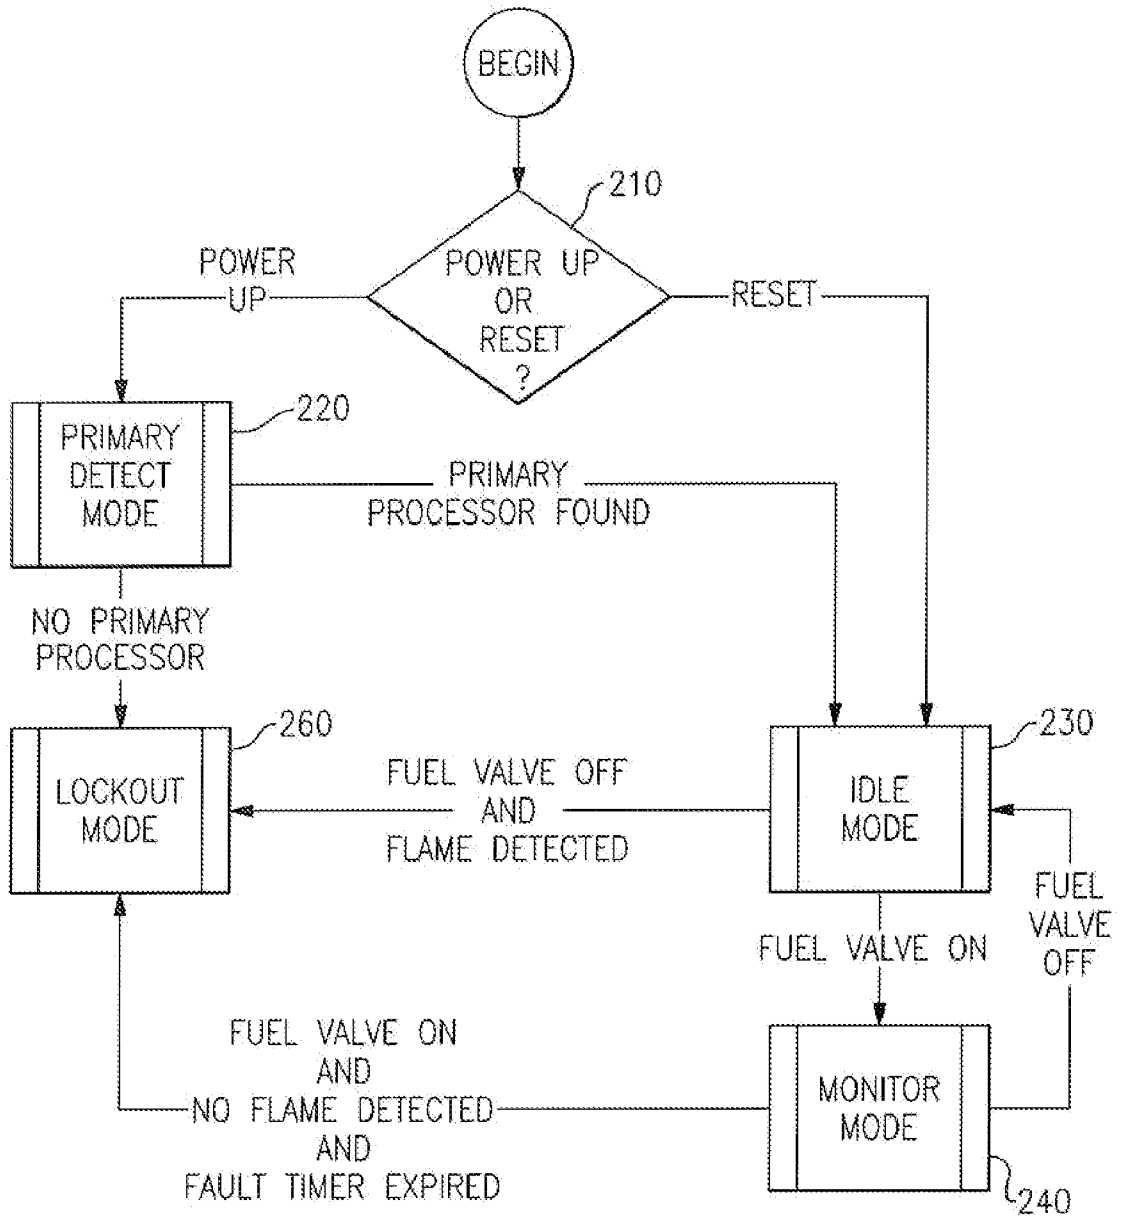 BEGIN
210
POWER UP
OR
RESET
?
POWER
UP
RESET
220
PRIMARY
DETECT
MODE
PRIMARY
PROCESSOR FOUND
NO PRIMARY
PROCESSOR
260
LOCKOUT
MODE
FUEL VALVE OFF
AND
FLAME DETECTED
230
IDLE
MODE
FUEL VALVE ON
FUEL
VALVE
OFF
FUEL VALVE ON
AND
NO FLAME DETECTED
AND
FAULT TIMER EXPIRED
MONITOR
MODE
240